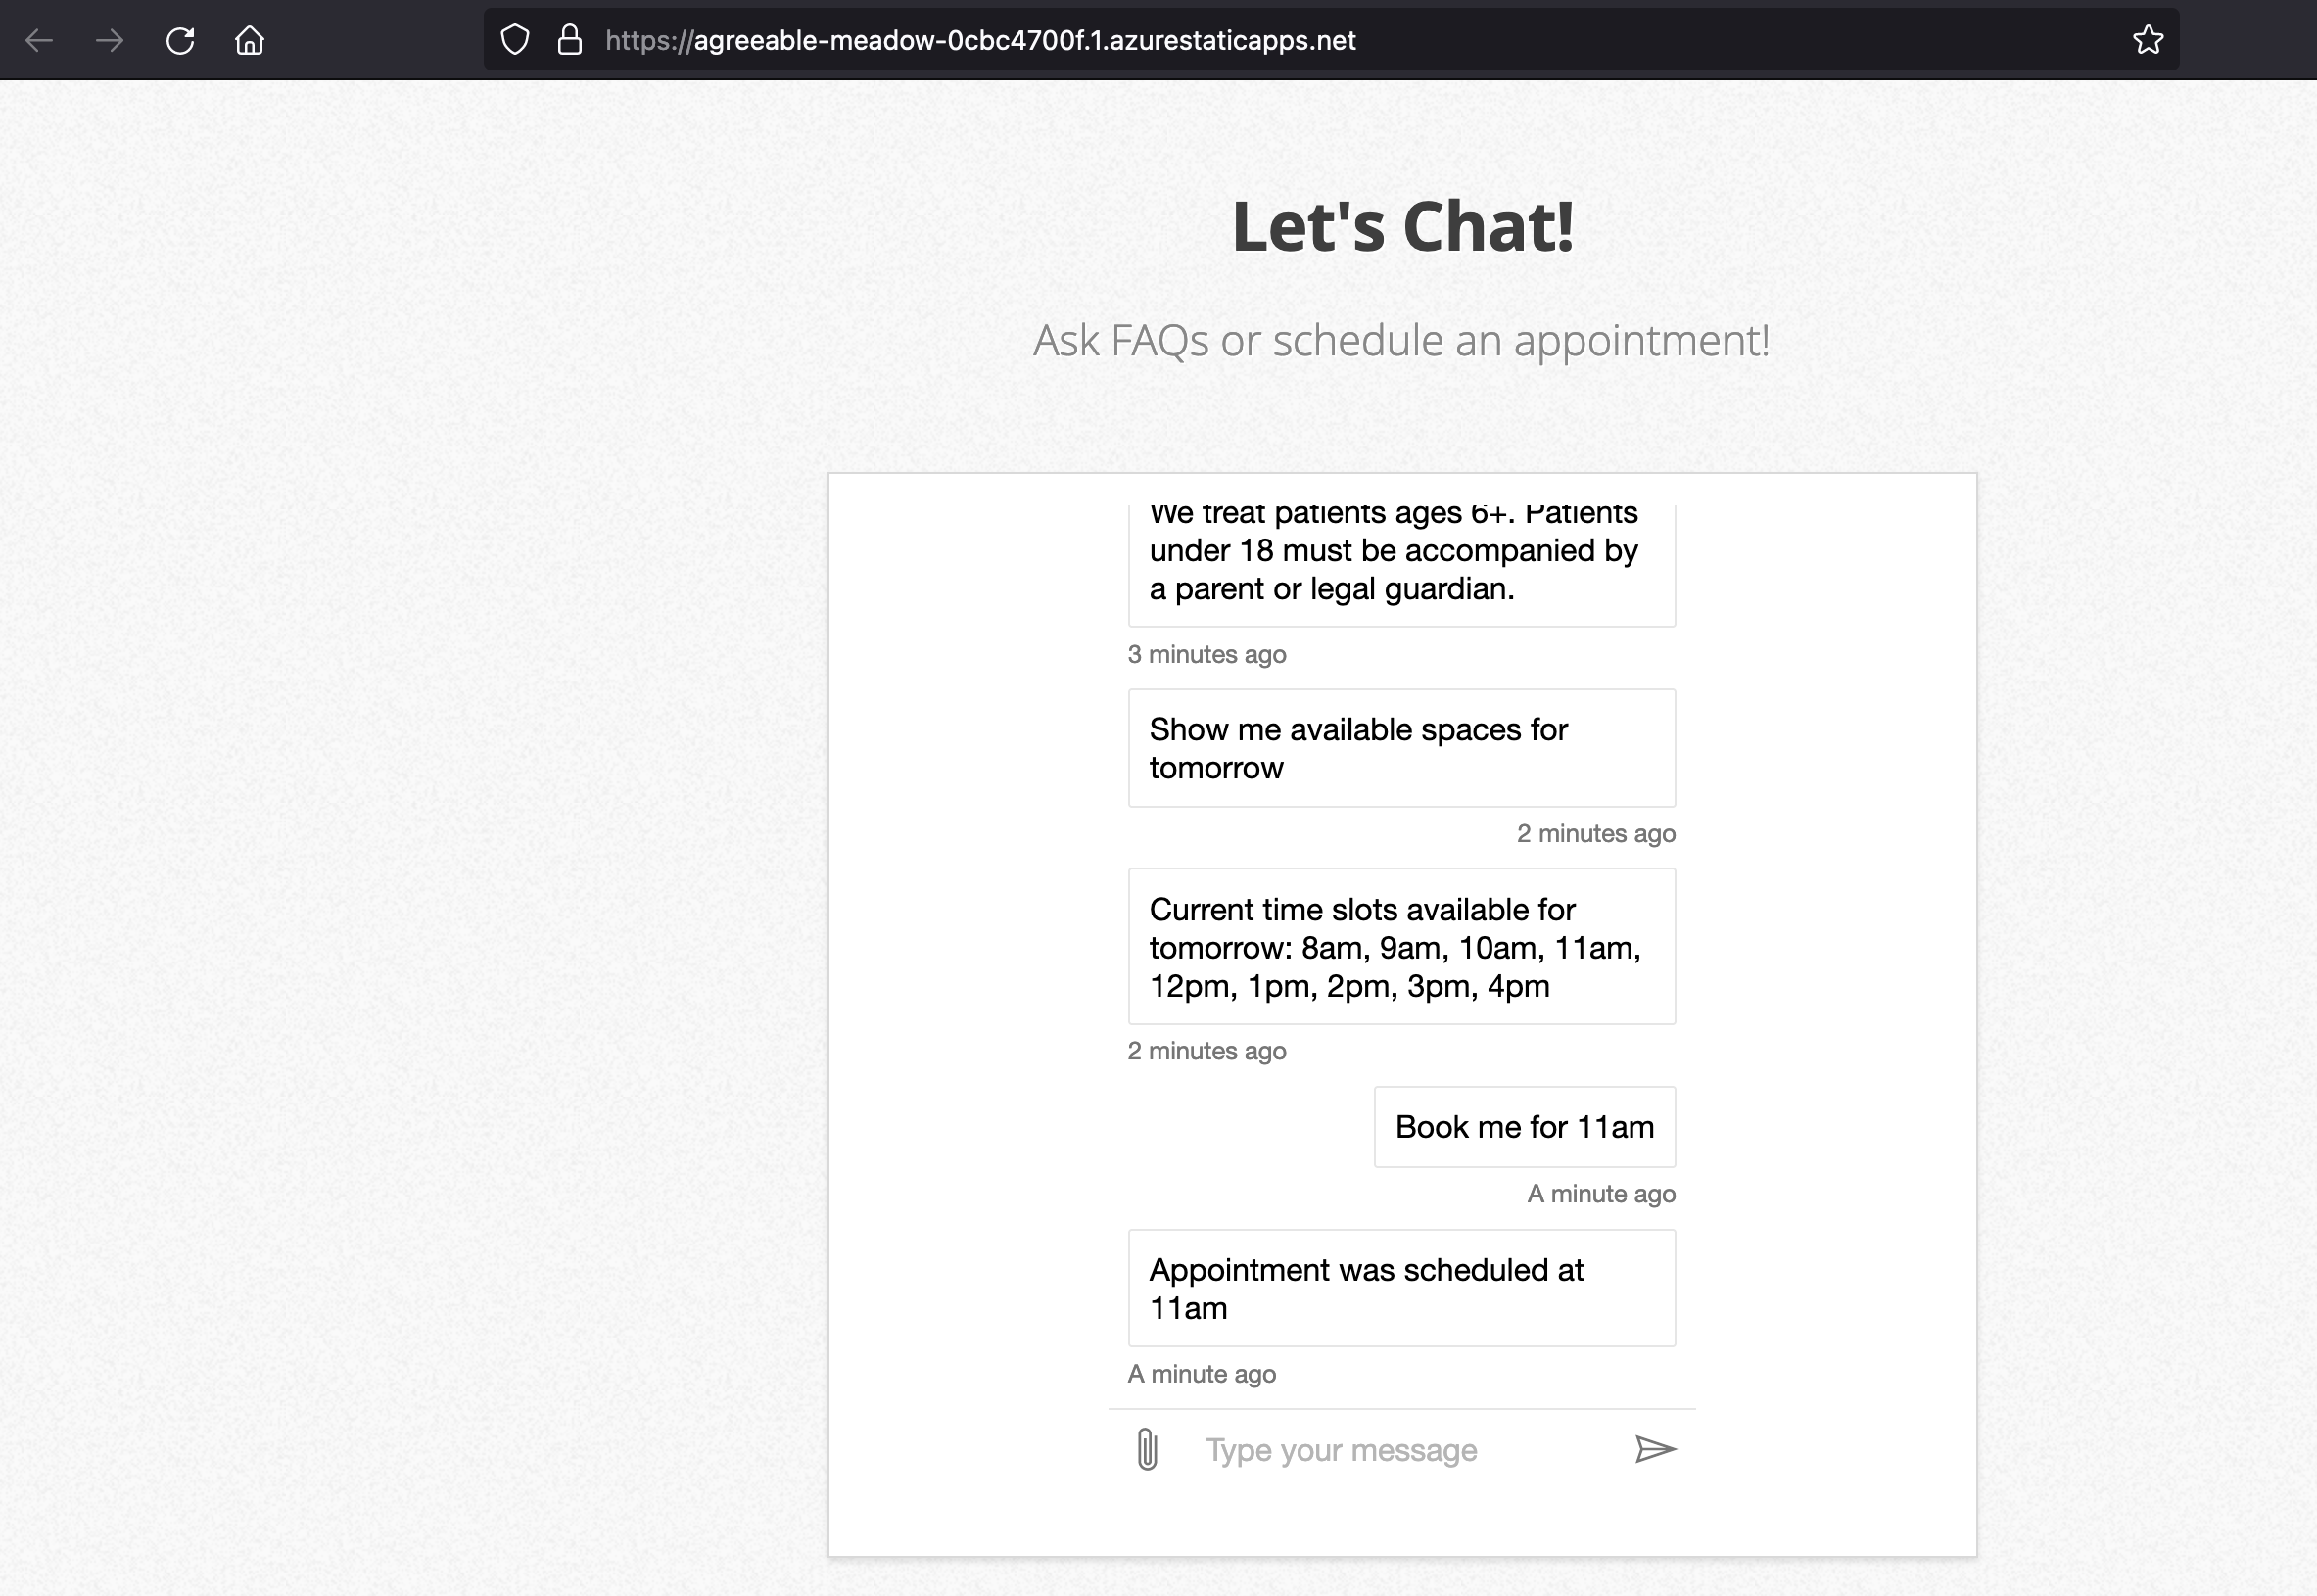 https://agreeable-meadow-0cbc4700f.1.azurestaticapps.net
Let's Chat!
Ask FAQs or schedule an appointment!
We treat patients ages 6+. Patients
under 18 must be accompanied by
a parent or legal guardian.
3 minutes ago
Show me available spaces for
tomorrow
2 minutes ago
Current time slots available for
tomorrow: 8am, 9am, 10am, 11am,
12pm, 1pm, 2pm, 3pm, 4pm
2 minutes ago
Book me for 11am
A minute ago
Appointment was scheduled at
11am
A minute ago
Type your message